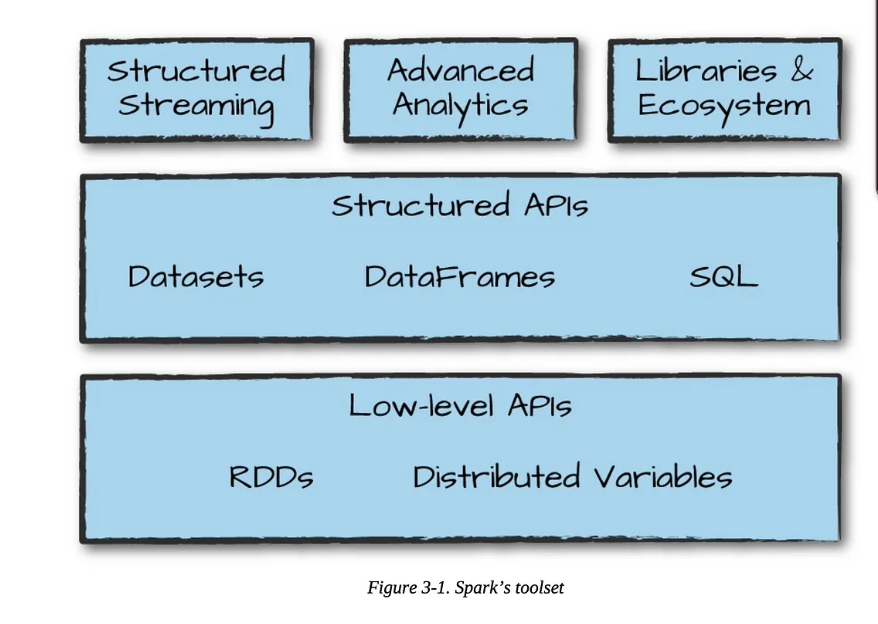 Structured
Streaming
Advanced
Analytics
Libraries &
Ecosystem
Structured APIs
Datasets
DataFrames
SQL
Low-level APIs
RDDs
Distributed Variables
Figure 3-1. Spark’s toolset